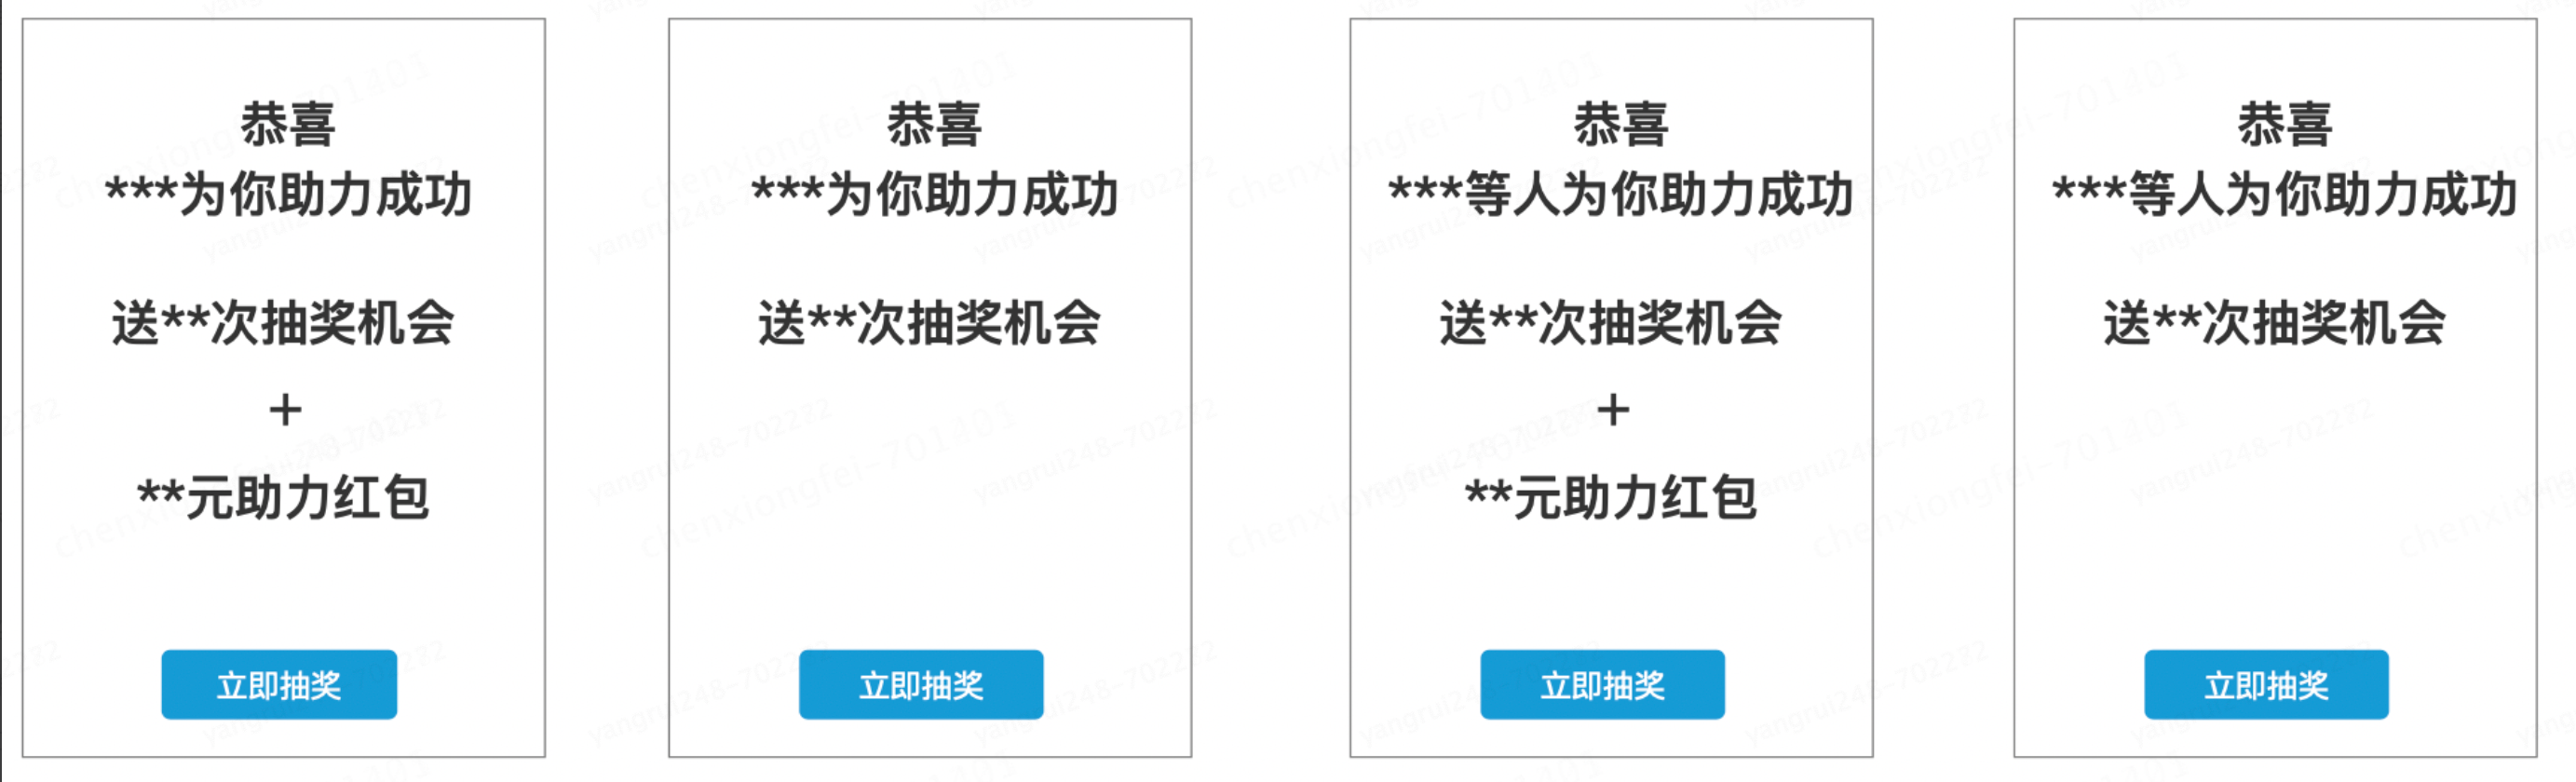 恭喜
***为你助力成功
送**次抽奖机会
+
**元助力红包
立即抽奖
恭喜
***为你助力成功
送**次抽奖机会
立即抽奖
恭喜
***等人为你助力成功
送**次抽奖机会
+
**元助力红包
立即抽奖
恭喜
***等人为你助力成功
送**次抽奖机会
立即抽奖